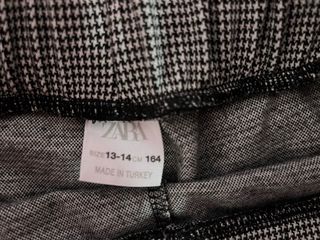 ZARA
SIZE 13-14 CM 164
MADE IN TURKEY